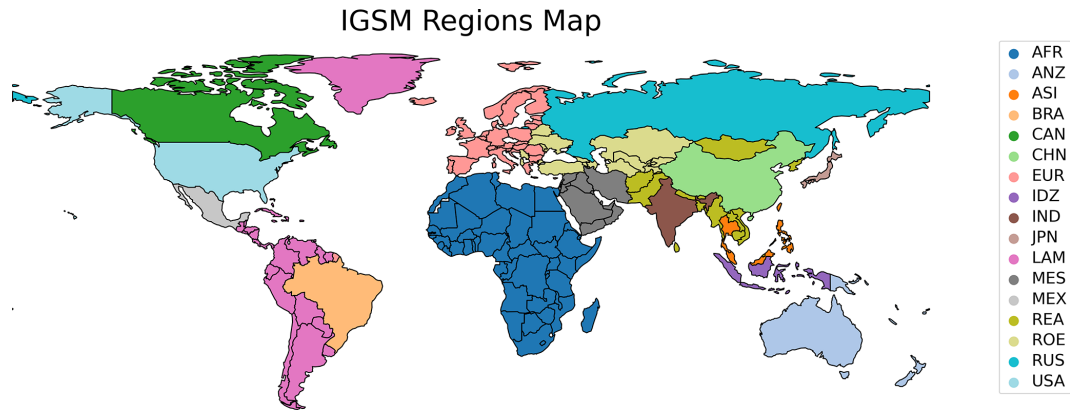 IGSM Regions Map
AFR
ANZ
ASI
BRA
CAN
CHN
EUR
IDZ
IND
JPN
LAM
MES
MEX
REA
ROE
RUS
USA